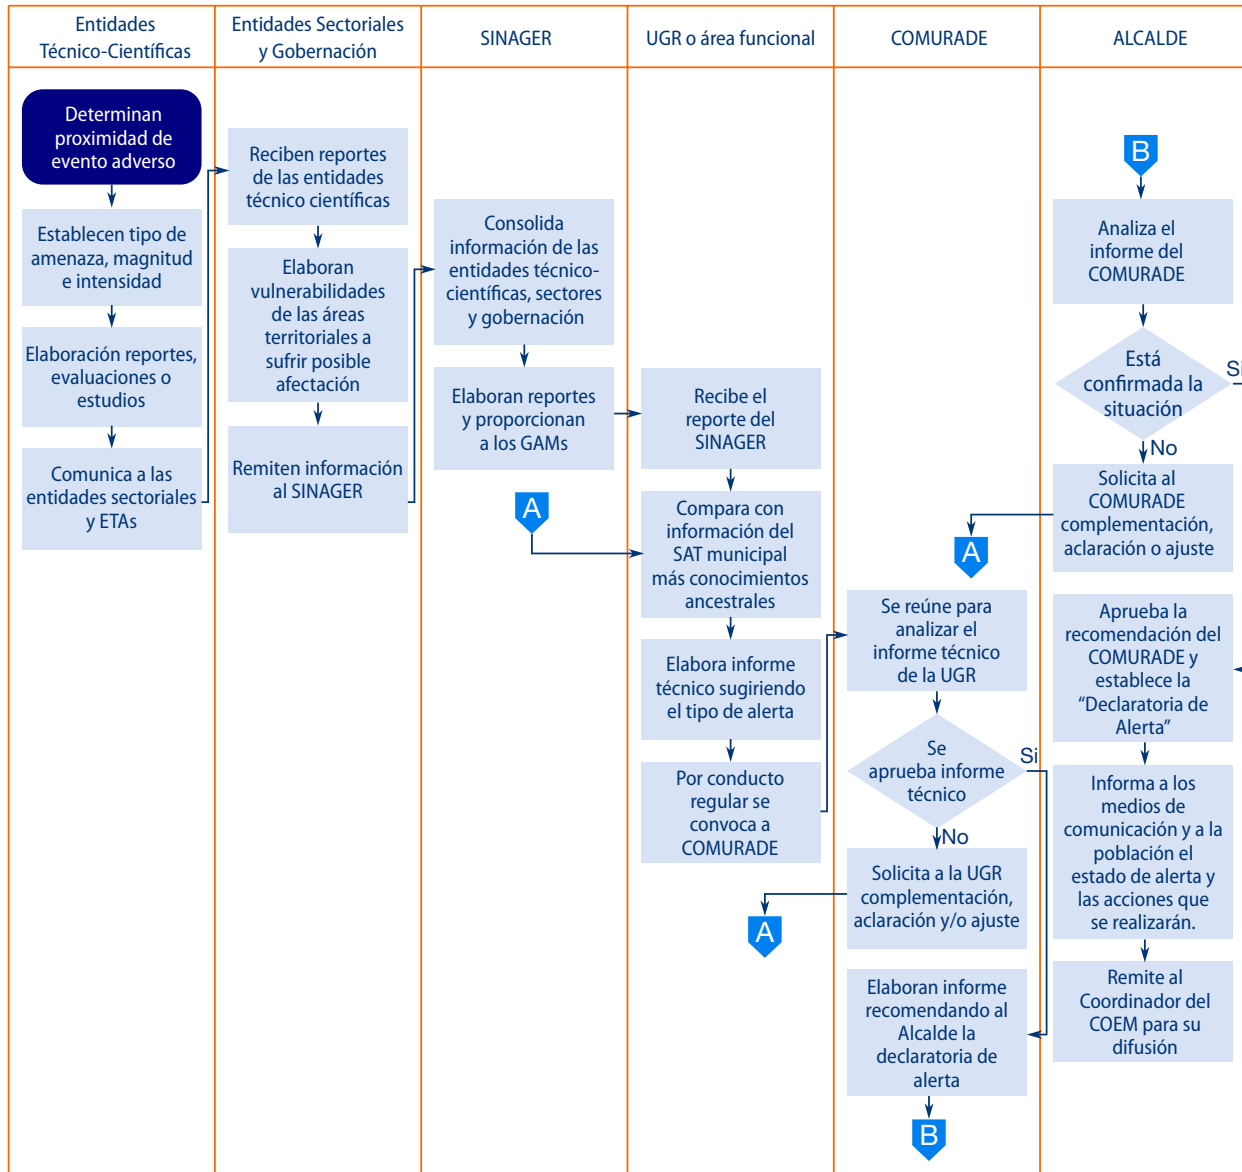 Entidades
Técnico-Científicas
Entidades Sectoriales
y Gobernación
SINAGER
UGR o área funcional
COMURADE
ALCALDE
Determinan
proximidad de
evento adverso
Establecen tipo de
amenaza, magnitud
e intensidad
Elaboración reportes,
evaluaciones o
estudios
Comunica a las
entidades sectoriales
y ETAs
Reciben reportes
de las entidades
técnico científicas
Elaboran
vulnerabilidades
de las áreas
territoriales a
sufrir posible
afectación
Remiten información
al SINAGER
Consolida
información de las
entidades técnico-
científicas, sectores
y gobernación
Elaboran reportes
y proporcionan
a los GAMs
A
Recibe el
reporte del
SINAGER
Compara con
información del
SAT municipal
más conocimientos
ancestrales
Elabora informe
técnico sugiriendo
el tipo de alerta
Por conducto
regular se
convoca a
COMURADE
A
A
Se reúne para
analizar el
informe técnico
de la UGR
Se
aprueba informe
técnico
Si
No
Solicita a la UGR
complementación,
aclaración y/o ajuste
Elaboran informe
recomendando al
Alcalde la
declaratoria de
alerta
B
B
Analiza el
informe del
COMURADE
Está
confirmada la
situación
Si
No
Solicita al
COMURADE
complementación,
aclaración o ajuste
Aprueba la
recomendación del
COMURADE y
establece la
“Declaratoria de
Alerta”
Informa a los
medios de
comunicación y a la
población el
estado de alerta y
las acciones que
se realizarán.
Remite al
Coordinador del
COEM para su
difusión